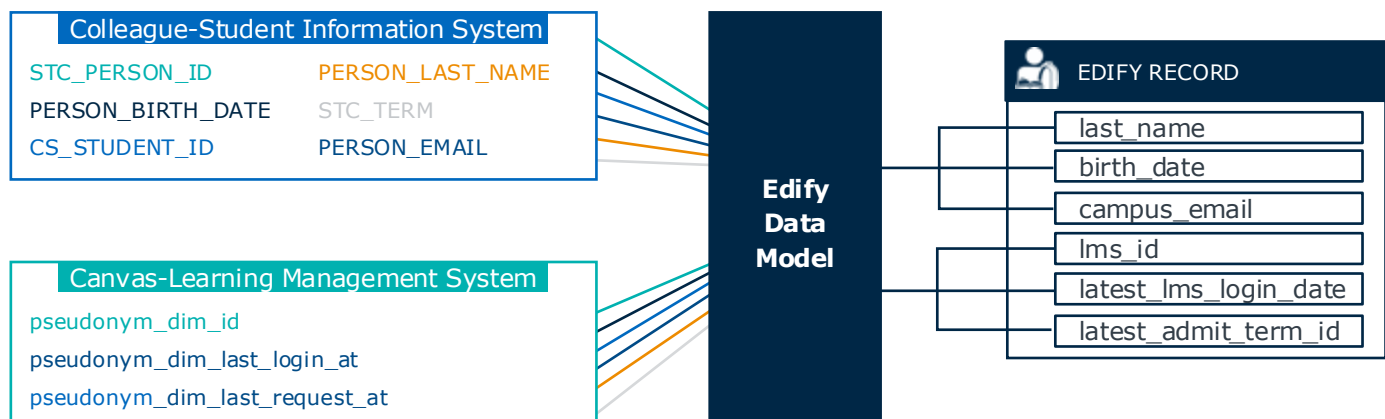 Colleague-Student Information System
STC_PERSON_ID PERSON_LAST_NAME
PERSON_BIRTH_DATE STC_TERM
CS_STUDENT_ID PERSON_EMAIL
Canvas-Learning Management System
pseudonym_dim_id
pseudonym_dim_last_login_at
pseudonym_dim_last_request_at
Edify
Data
Model
EDIFY RECORD
last_name
birth_date
campus_email
lms_id
latest_lms_login_date
latest_admit_term_id